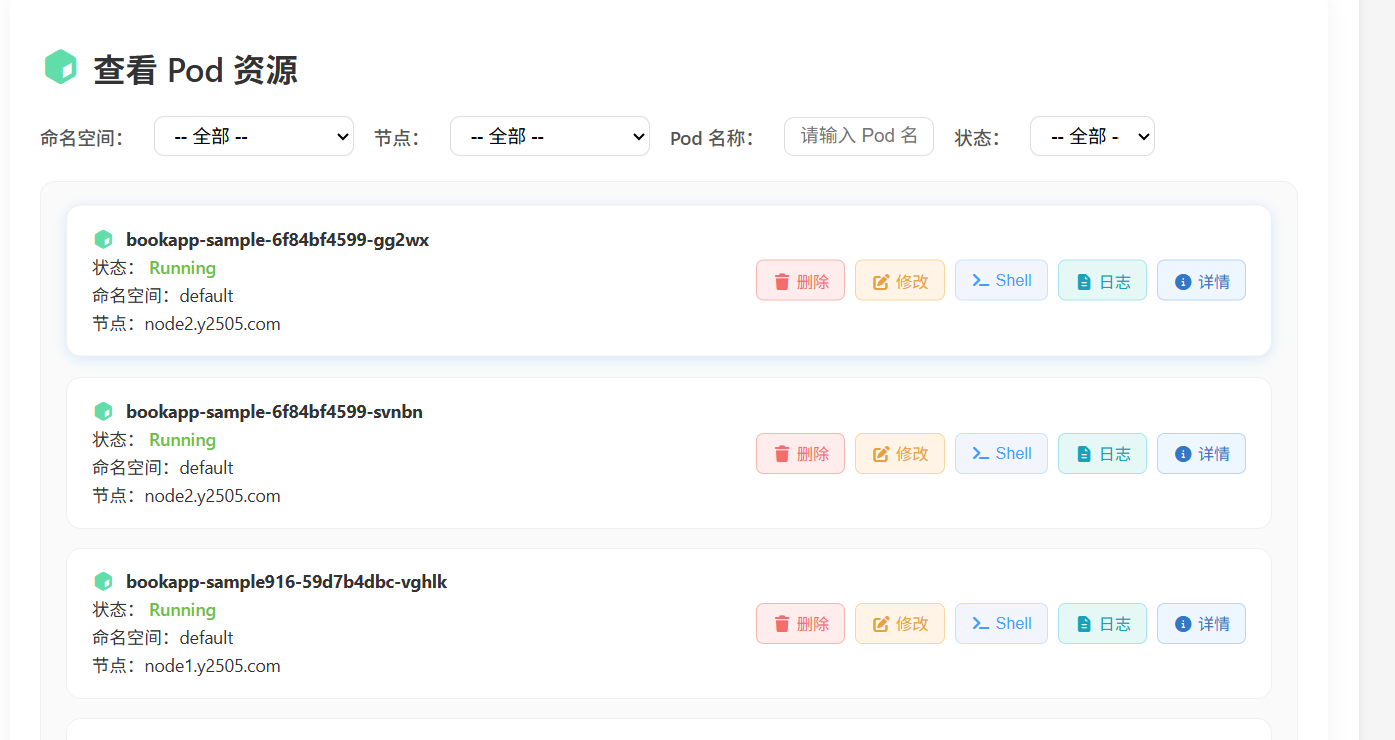 查看 Pod 资源
命名空间： -- 全部 -- 节点： -- 全部 -- Pod 名称： 请输入 Pod 名 状态： -- 全部 -
bookapp-sample-6f84bf4599-gg2wx
状态： Running
命名空间：default
节点：node2.y2505.com
删除 修改 Shell 日志 详情
bookapp-sample-6f84bf4599-svnbn
状态： Running
命名空间：default
节点：node2.y2505.com
删除 修改 Shell 日志 详情
bookapp-sample916-59d7b4dbc-vghlk
状态： Running
命名空间：default
节点：node1.y2505.com
删除 修改 Shell 日志 详情